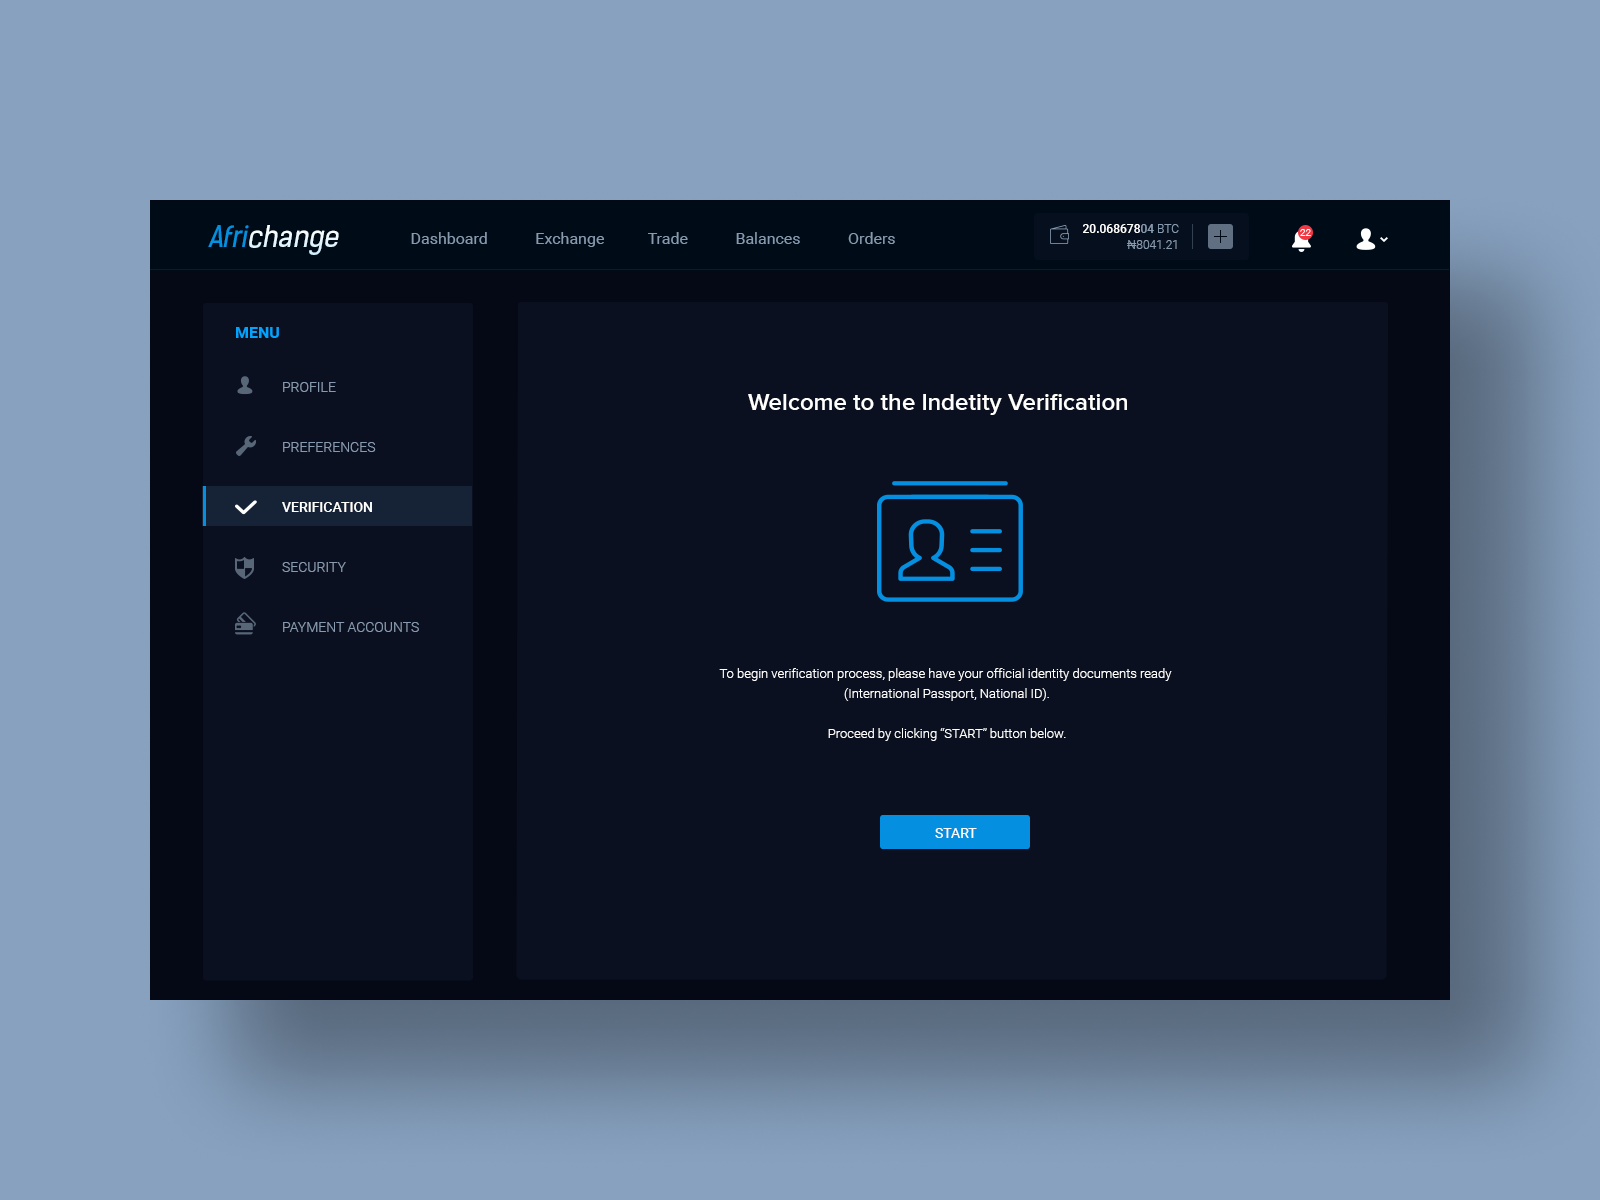 Africhange
Dashboard Exchange Trade Balances Orders
20.06867804 BTC
₦8041.21
22
MENU
PROFILE
PREFERENCES
VERIFICATION
SECURITY
PAYMENT ACCOUNTS
Welcome to the Indetity Verification
To begin verification process, please have your official identity documents ready
(International Passport, National ID).
Proceed by clicking “START” button below.
START